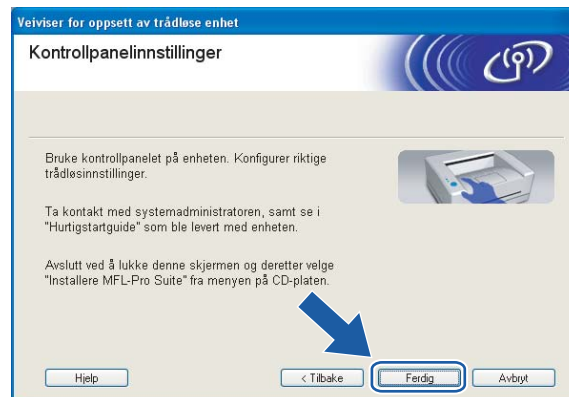 Veiviser for oppsett av trådløse enhet
Kontrollpanelinnstillinger
Bruke kontrollpanelet på enheten. Konfigurer riktige
trådløsinnstillinger.
Ta kontakt med systemadministratoren, samt se i
"Hurtigstartguide" som ble levert med enheten.
Avslutt ved å lukke denne skjermen og deretter velge
"Installere MFL-Pro Suite" fra menyen på CD-platen.
Hjelp
< Tilbake
Ferdig
Avbryt